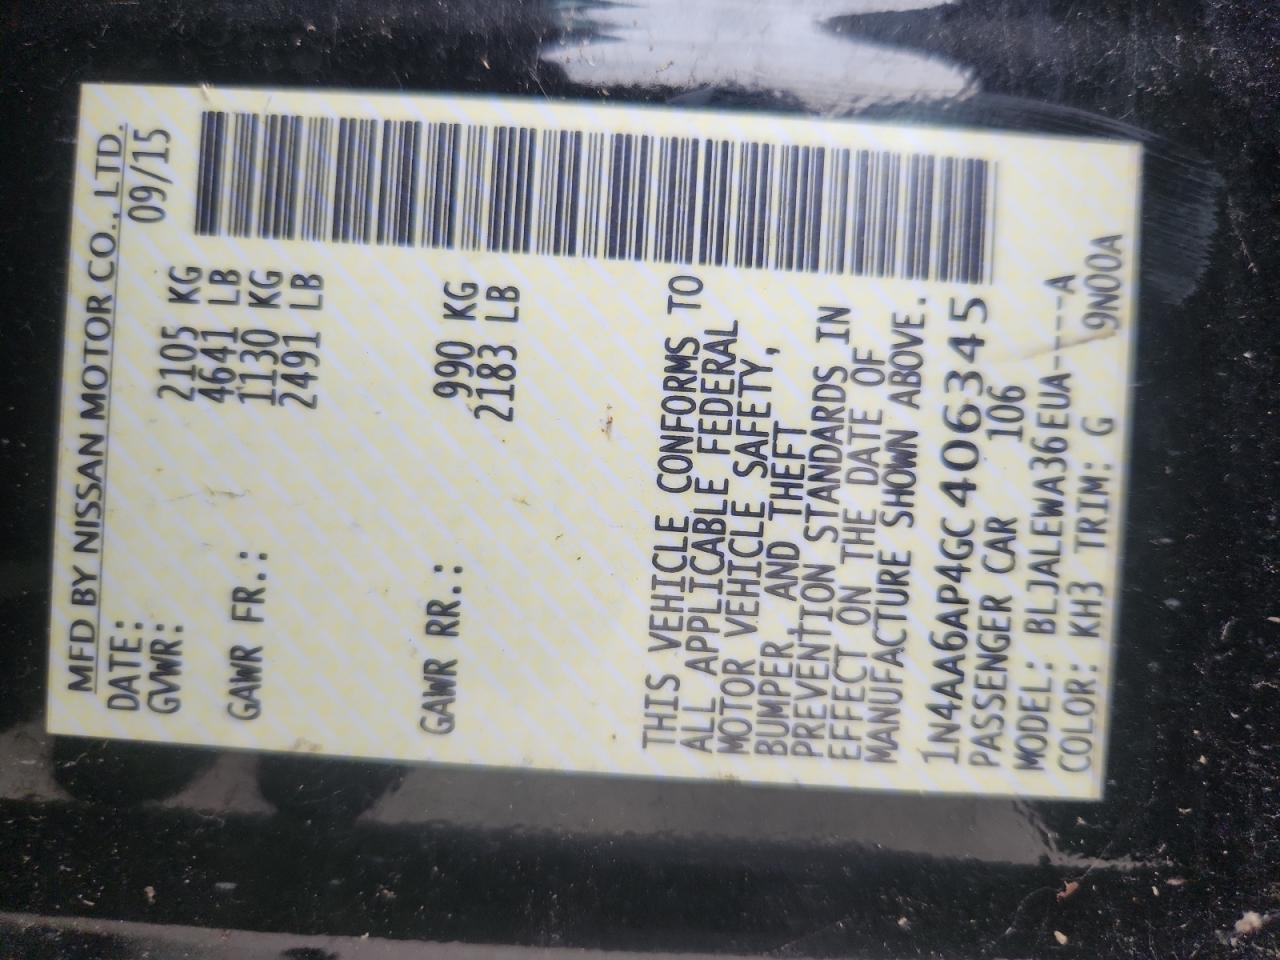 MFD BY NISSAN MOTOR CO., LTD.
DATE: 09/15
GVWR: 2105 KG
4641 LB
GAWR FR.: 1130 KG
2491 LB
GAWR RR.: 990 KG
2183 LB
THIS VEHICLE CONFORMS TO
ALL APPLICABLE FEDERAL
MOTOR VEHICLE SAFETY,
BUMPER, AND THEFT
PREVENTION STANDARDS IN
EFFECT ON THE DATE OF
MANUFACTURE SHOWN ABOVE.
1N4AA6AP4GC406345
PASSENGER CAR 106
MODEL: BLJALEWA36EUA----A
COLOR: KH3 TRIM: G 9N00A